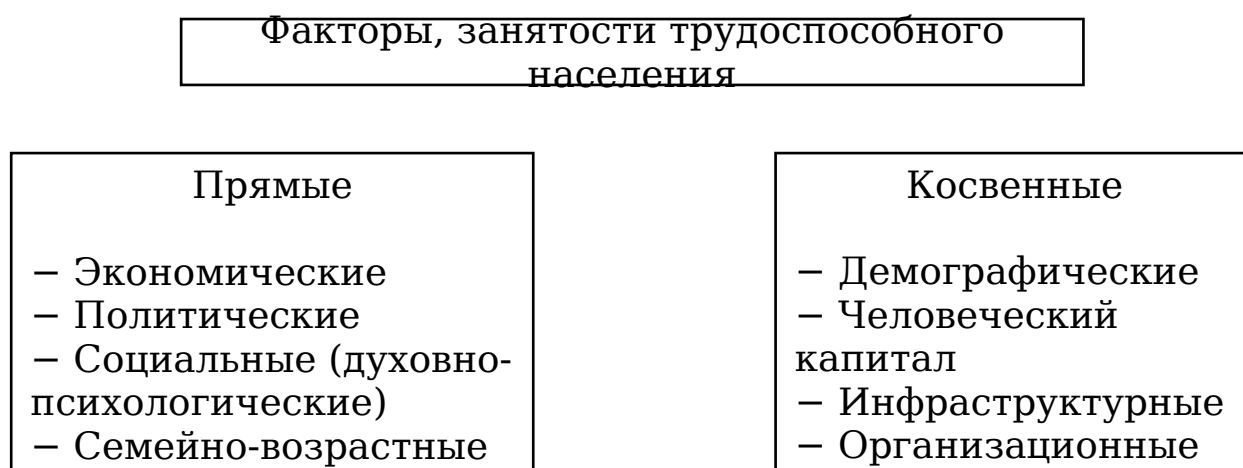 Факторы, занятости трудоспособного
населения
Прямые
− Экономические
− Политические
− Социальные (духовно-
психологические)
− Семейно-возрастные
Косвенные
− Демографические
− Человеческий
капитал
− Инфраструктурные
− Организационные